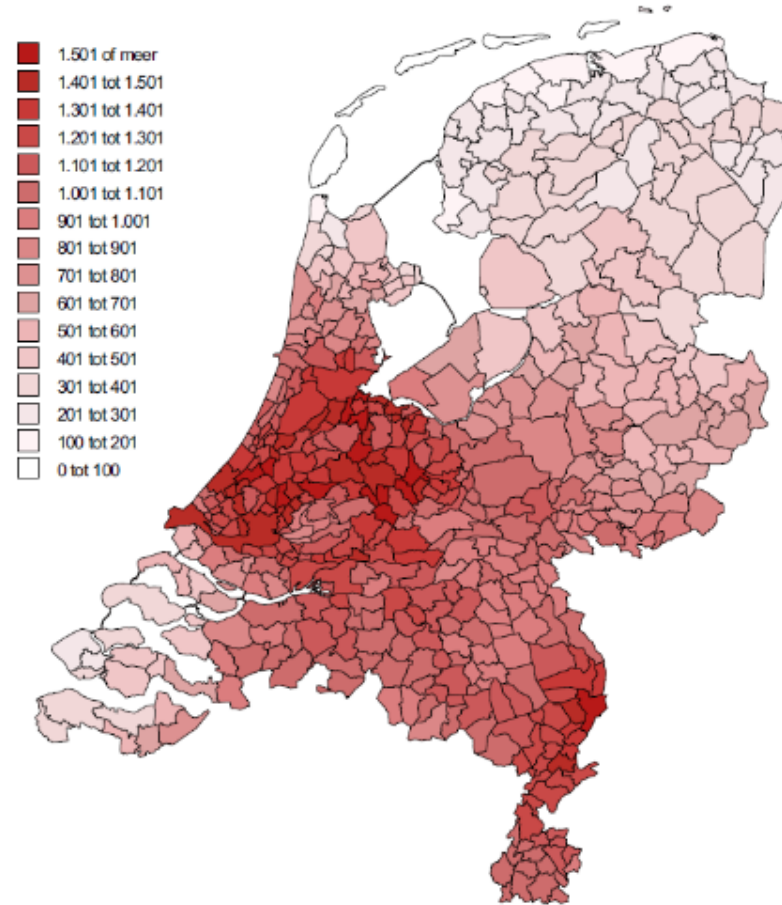 1.501 of meer
1.401 tot 1.501
1.301 tot 1.401
1.201 tot 1.301
1.101 tot 1.201
1.001 tot 1.101
901 tot 1.001
801 tot 901
701 tot 801
601 tot 701
501 tot 601
401 tot 501
301 tot 401
201 tot 301
100 tot 201
0 tot 100